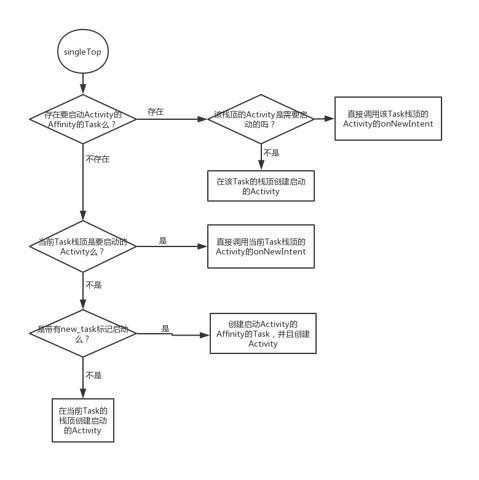 singleTop
存在要启动Activity的
Affinity的Task么？
存在
该栈顶的Activity是需要启
动的吗？
直接调用该Task栈顶的
Activity的onNewIntent
不是
在该Task的栈顶创建启动
的Activity
不存在
当前Task栈顶是要启动的
Activity么？
是
直接调用当前Task栈顶的
Activity的onNewIntent
不是
是带有new_task标记启动
么？
是
创建启动Activity的
Affinity的Task，并且创建
Activity
不是
在当前Task的
栈顶创建启动
的Activity